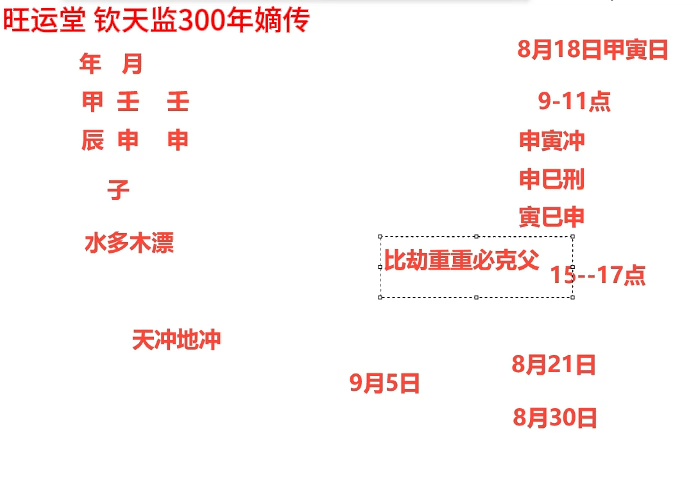 旺运堂 钦天监300年嫡传
8月18日甲寅日
年 月
甲 壬 壬
9-11点
辰 申 申
申寅冲
申巳刑
子
寅巳申
水多木漂
比劫重重必克父
15--17点
天冲地冲
8月21日
9月5日
8月30日